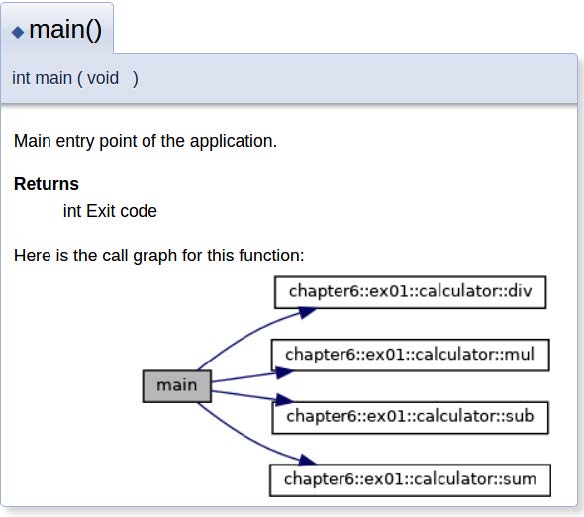 main()
int main ( void )
Main entry point of the application.
Returns
int Exit code
Here is the call graph for this function:
chapter6::ex01::calculator::div
chapter6::ex01::calculator::mul
main
chapter6::ex01::calculator::sub
chapter6::ex01::calculator::sum